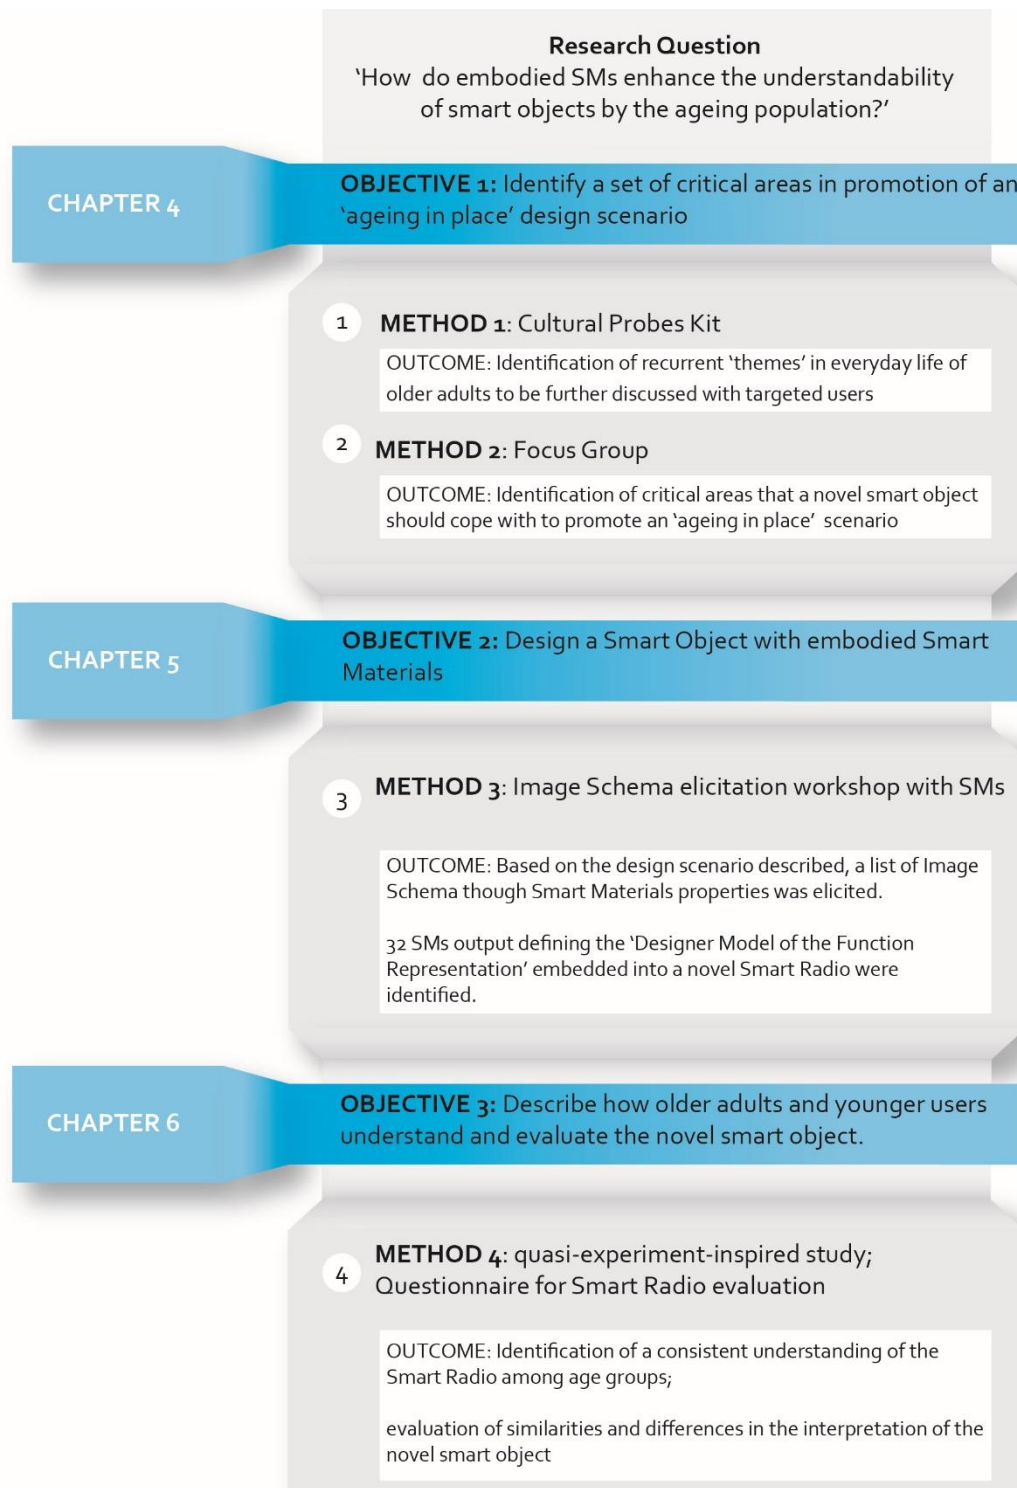 Research Question
‘How do embodied SMs enhance the understandability
of smart objects by the ageing population?’
CHAPTER 4
OBJECTIVE 1: Identify a set of critical areas in promotion of an
‘ageing in place’ design scenario
1 METHOD 1: Cultural Probes Kit
OUTCOME: Identification of recurrent ‘themes’ in everyday life of
older adults to be further discussed with targeted users
2 METHOD 2: Focus Group
OUTCOME: Identification of critical areas that a novel smart object
should cope with to promote an ‘ageing in place’ scenario
CHAPTER 5
OBJECTIVE 2: Design a Smart Object with embodied Smart
Materials
3 METHOD 3: Image Schema elicitation workshop with SMs
OUTCOME: Based on the design scenario described, a list of Image
Schema though Smart Materials properties was elicited.
32 SMs output defining the ‘Designer Model of the Function
Representation’ embedded into a novel Smart Radio were
identified.
CHAPTER 6
OBJECTIVE 3: Describe how older adults and younger users
understand and evaluate the novel smart object.
4 METHOD 4: quasi-experiment-inspired study;
Questionnaire for Smart Radio evaluation
OUTCOME: Identification of a consistent understanding of the
Smart Radio among age groups;
evaluation of similarities and differences in the interpretation of the
novel smart object